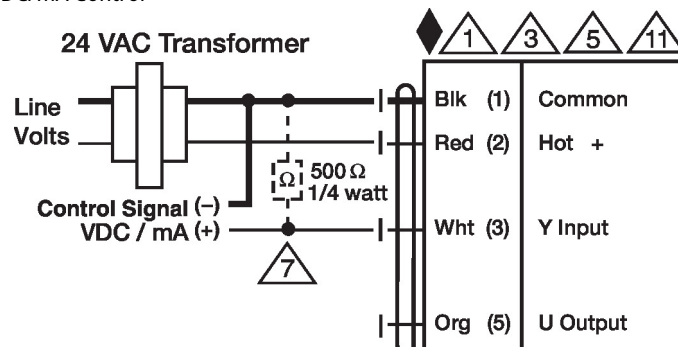 24 VAC Transformer
1 3 5 11
Line
Volts
Blk (1) Common
Red (2) Hot +
Ω
500 Ω
1/4 watt
Control Signal (–)
VDC / mA (+)
Wht (3) Y Input
7
Org (5) U Output